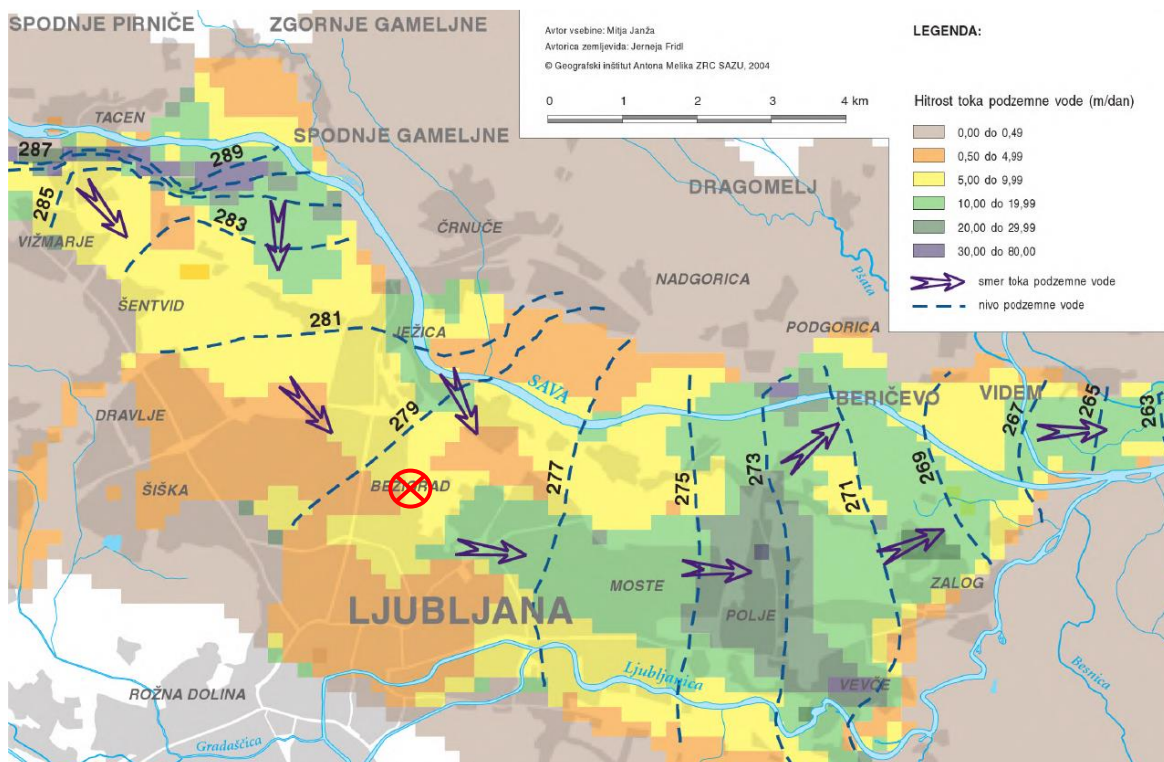 SPODNJE PIRNIČE
ZGORNJE GAMELJNE
Avtor vsebine: Mitja Janža
Avtorica zemljevida: Jerneja Fridl
© Geografski inštitut Antona Melika ZRC SAZU, 2004
0 1 2 3 4 km
LEGENDA:
Hitrost toka podzemne vode (m/dan)
0,00 do 0,49
0,50 do 4,99
5,00 do 9,99
10,00 do 19,99
20,00 do 29,99
30,00 do 80,00
smer toka podzemne vode
nivo podzemne vode
TACEN
SPODNJE GAMELJNE
287
289
285
283
VIŽMARJE
DRAGOMELJ
ČRNUČE
NADGORICA
Pšata
ŠENTVID
281
JEŽICA
PODGORICA
SAVA
BERIČEVO
VIDEM
267
265
263
DRAVLJE
279
277
275
273
271
269
ŠIŠKA
BEŽIGRAD
MOSTE
POLJE
ZALOG
LJUBLJANA
Ljubljanica
VEVČE
Besnica
ROŽNA DOLINA
Gradaščica